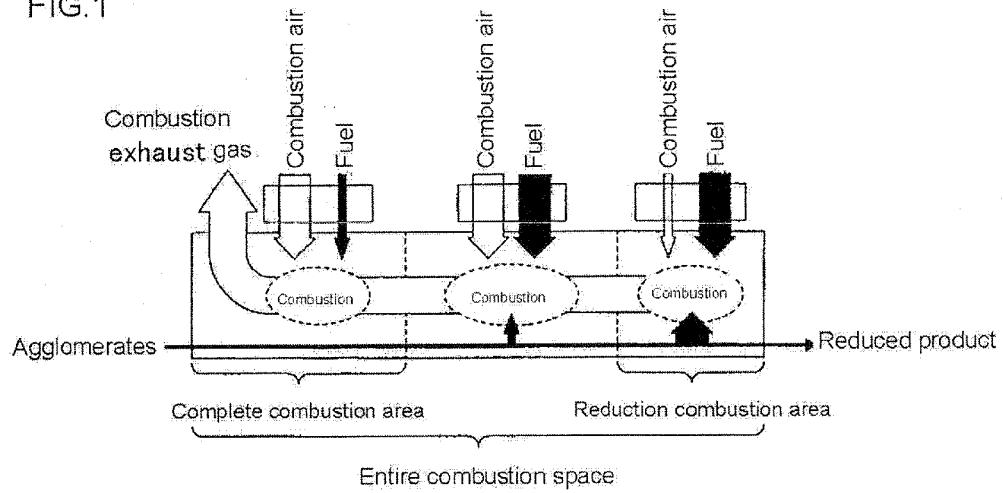 FIG.1
Combustion air
Fuel
Combustion air
Fuel
Combustion air
Fuel
Combustion
exhaust gas
Combustion
Combustion
Combustion
Agglomerates
Reduced product
Complete combustion area
Reduction combustion area
Entire combustion space